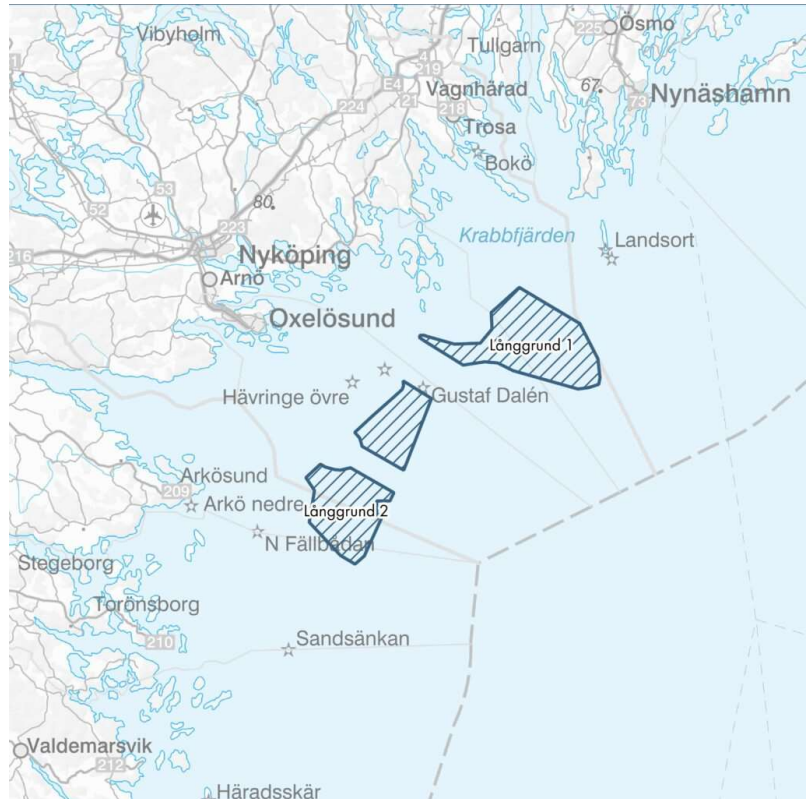 Vibyholm
Tullgarn
225
Ösmo
E4
219
21
224
Vagnhärad
218
67
73
Nynäshamn
Trosa
Bokö
53
52
80
223
216
Nyköping
Krabbfjärden
Landsort
Arnö
Oxelösund
Långgrund 1
Hävringe övre
Gustaf Dalén
Arkösund
209
Arkö nedre
Långgrund 2
N Fällbådan
Stegeborg
Torönsborg
210
Sandsänkan
Valdemarsvik
212
Häradsskär